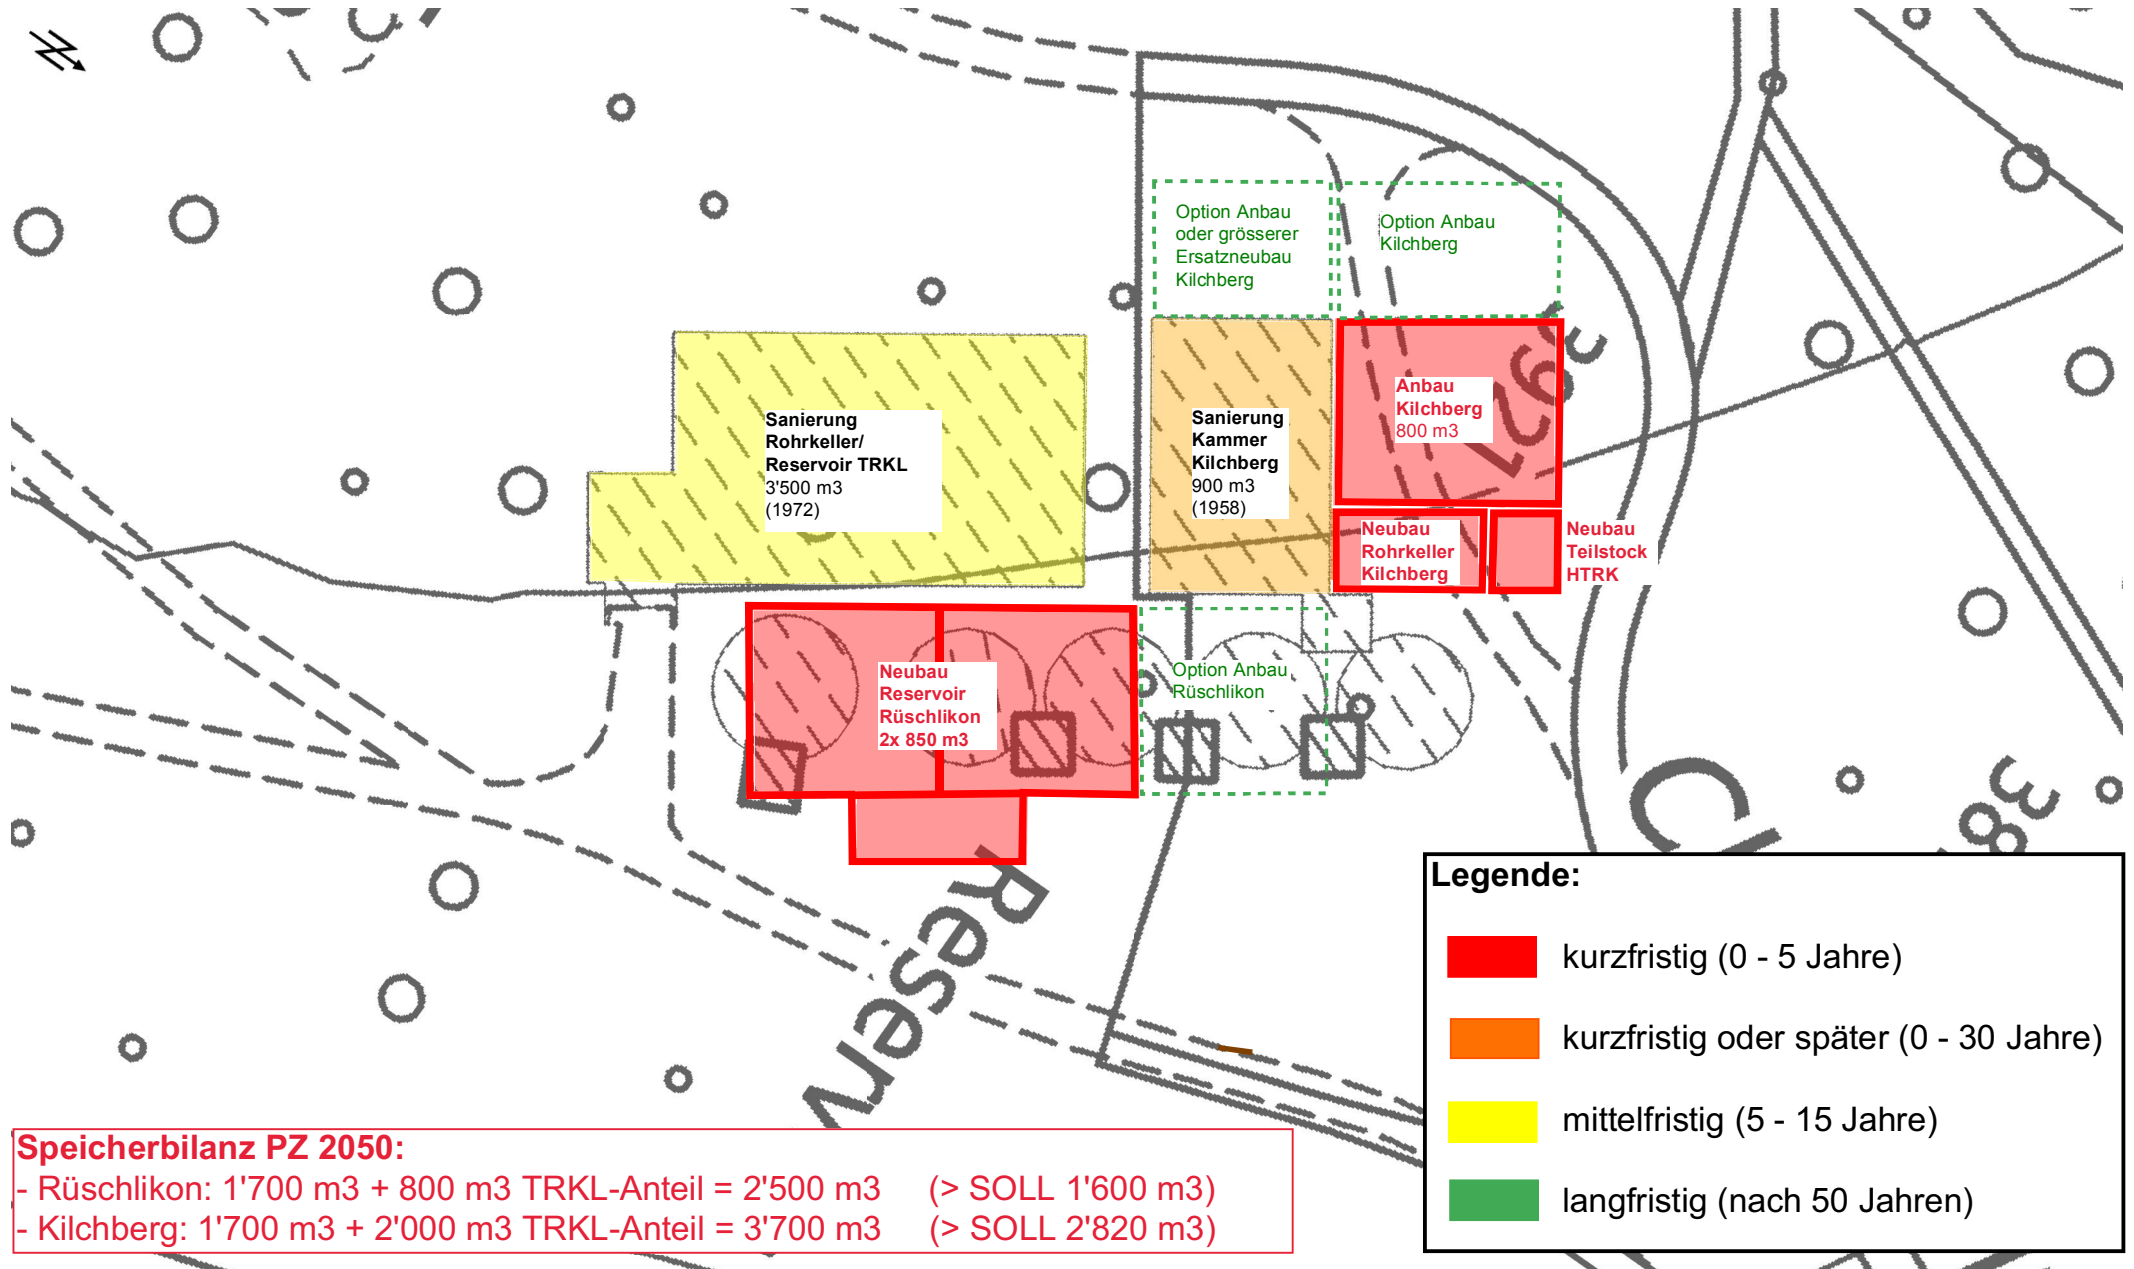 Option Anbau
oder grösserer
Ersatzneubau
Kilchberg
Option Anbau
Kilchberg
Sanierung
Rohrkeller/
Reservoir TRKL
3'500 m3
(1972)
Sanierung
Kammer
Kilchberg
900 m3
(1958)
Anbau
Kilchberg
800 m3
3927
Neubau
Rohrkeller
Kilchberg
Neubau
Teilstock
HTRK
Neubau
Reservoir
Rüschlikon
2x 850 m3
Option Anbau
Rüschlikon
Reserv
38
Legende:
kurzfristig (0 - 5 Jahre)
kurzfristig oder später (0 - 30 Jahre)
mittelfristig (5 - 15 Jahre)
langfristig (nach 50 Jahren)
Speicherbilanz PZ 2050:
- Rüschlikon: 1'700 m3 + 800 m3 TRKL-Anteil = 2'500 m3 (> SOLL 1'600 m3)
- Kilchberg: 1'700 m3 + 2'000 m3 TRKL-Anteil = 3'700 m3 (> SOLL 2'820 m3)